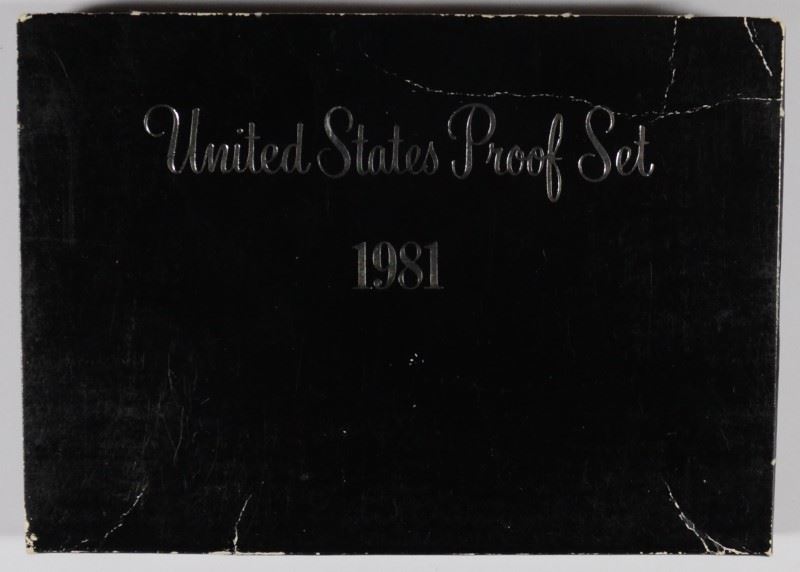 United States Proof Set
1981